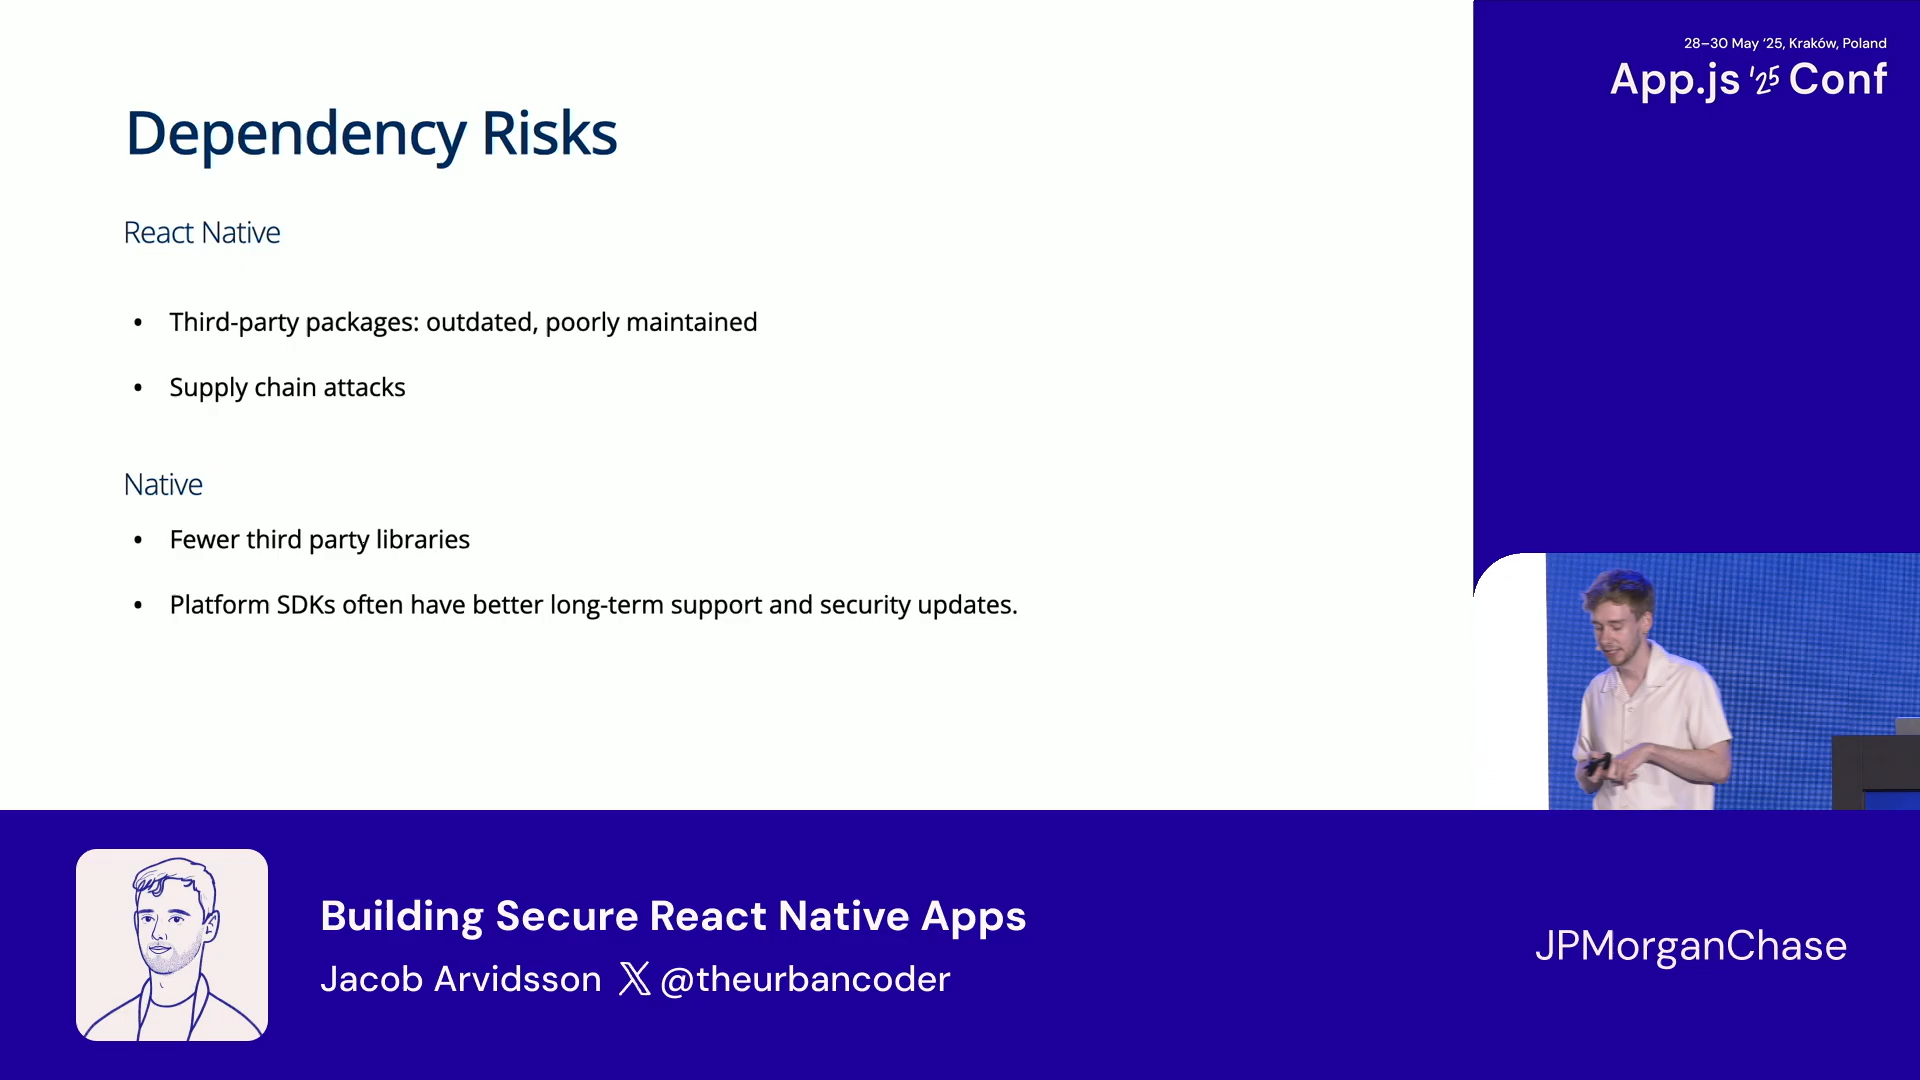 28–30 May '25, Kraków, Poland
App.js '25 Conf
Dependency Risks
React Native
• Third-party packages: outdated, poorly maintained
• Supply chain attacks
Native
• Fewer third party libraries
• Platform SDKs often have better long-term support and security updates.
Building Secure React Native Apps
Jacob Arvidsson 𝕏 @theurbancoder
JPMorganChase